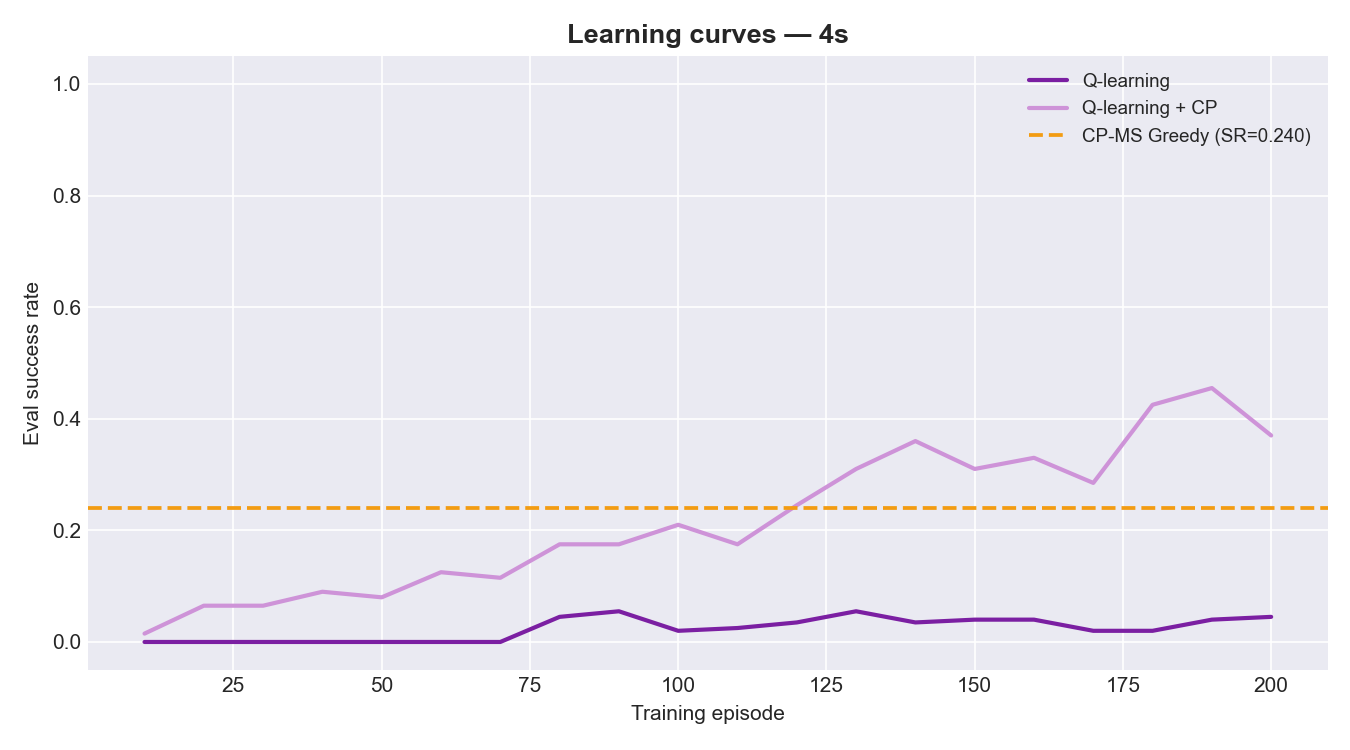 Learning curves — 4s
Q-learning
Q-learning + CP
CP-MS Greedy (SR=0.240)
Eval success rate
1.0
0.8
0.6
0.4
0.2
0.0
25 50 75 100 125 150 175 200
Training episode